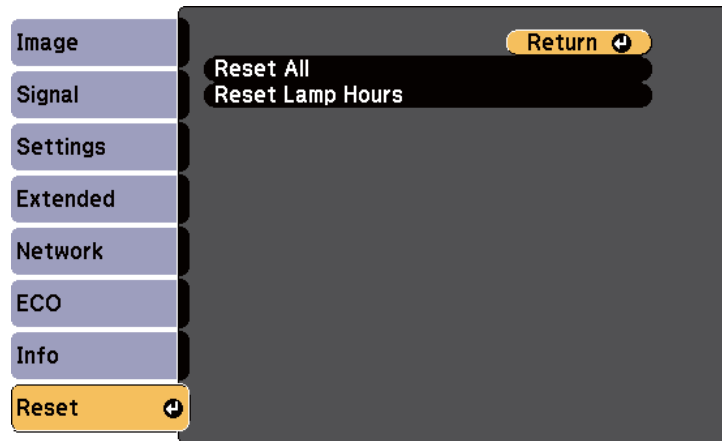 Image
Signal
Settings
Extended
Network
ECO
Info
Reset
Return
Reset All
Reset Lamp Hours